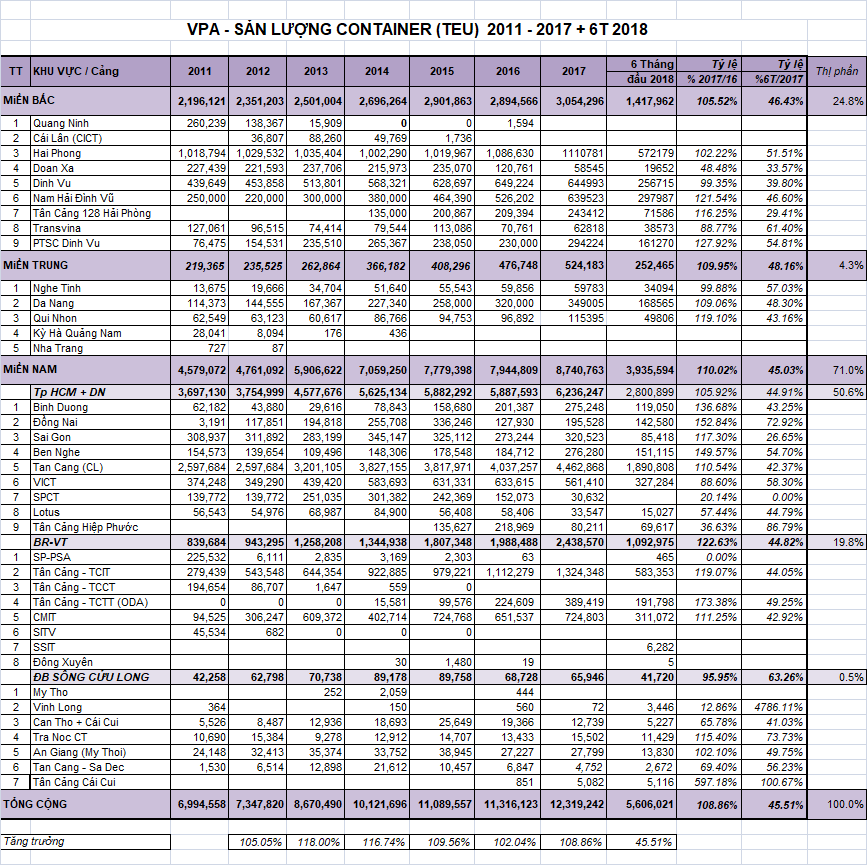 VPA - SẢN LƯỢNG CONTAINER (TEU) 2011 - 2017 + 6T 2018
TT KHU VỰC / Cảng 2011 2012 2013 2014 2015 2016 2017 6 Tháng đầu 2018 Tỷ lệ % 2017/16 Tỷ lệ %6T/2017 Thị phần
MIỀN BẮC 2,196,121 2,351,203 2,501,004 2,696,264 2,901,863 2,894,566 3,054,296 1,417,962 105.52% 46.43% 24.8%
1 Quang Ninh 260,239 138,367 15,909 0 0 1,594
2 Cái Lân (CICT) 36,807 88,260 49,769 1,736
3 Hai Phong 1,018,794 1,029,532 1,035,404 1,002,290 1,019,967 1,086,630 1110781 572179 102.22% 51.51%
4 Doan Xa 227,439 221,593 237,706 215,973 235,070 120,761 58545 19652 48.48% 33.57%
5 Dinh Vu 439,649 453,858 513,801 568,321 628,697 649,224 644993 256715 99.35% 39.80%
6 Nam Hải Đình Vũ 250,000 220,000 300,000 380,000 464,390 526,202 639523 297987 121.54% 46.60%
7 Tân Cảng 128 Hải Phòng 135,000 200,867 209,394 243412 71586 116.25% 29.41%
8 Transvina 127,061 96,515 74,414 79,544 113,086 70,761 62818 38573 88.77% 61.40%
9 PTSC Dinh Vu 76,475 154,531 235,510 265,367 238,050 230,000 294224 161270 127.92% 54.81%
MIỀN TRUNG 219,365 235,525 262,864 366,182 408,296 476,748 524,183 252,465 109.95% 48.16% 4.3%
1 Nghe Tinh 13,675 19,666 34,704 51,640 55,543 59,856 59783 34094 99.88% 57.03%
2 Da Nang 114,373 144,555 167,367 227,340 258,000 320,000 349005 168565 109.06% 48.30%
3 Qui Nhon 62,549 63,123 60,617 86,766 94,753 96,892 115395 49806 119.10% 43.16%
4 Kỳ Hà Quảng Nam 28,041 8,094 176 436
5 Nha Trang 727 87
MIỀN NAM 4,579,072 4,761,092 5,906,622 7,059,250 7,779,398 7,944,809 8,740,763 3,935,594 110.02% 45.03% 71.0%
Tp HCM + DN 3,697,130 3,754,999 4,577,676 5,625,134 5,882,292 5,887,593 6,236,247 2,800,899 105.92% 44.91% 50.6%
1 Binh Duong 62,182 43,880 29,616 78,843 158,680 201,387 275,248 119,050 136.68% 43.25%
2 Đồng Nai 3,191 117,851 194,818 255,708 336,246 127,930 195,528 142,580 152.84% 72.92%
3 Sai Gon 308,937 311,892 283,199 345,147 325,112 273,244 320,523 85,418 117.30% 26.65%
4 Ben Nghe 154,573 139,654 109,496 148,306 178,548 184,712 276,280 151,115 149.57% 54.70%
5 Tan Cang (CL) 2,597,684 2,597,684 3,201,105 3,827,155 3,817,971 4,037,257 4,462,868 1,890,808 110.54% 42.37%
6 VICT 374,248 349,290 439,420 583,693 631,331 633,615 561,410 327,284 88.60% 58.30%
7 SPCT 139,772 139,772 251,035 301,382 242,369 152,073 30,632 20.14% 0.00%
8 Lotus 56,543 54,976 68,987 84,900 56,408 58,406 33,547 15,027 57.44% 44.79%
9 Tân Cảng Hiệp Phước 135,627 218,969 80,211 69,617 36.63% 86.79%
BR-VT 839,684 943,295 1,258,208 1,344,938 1,807,348 1,988,488 2,438,570 1,092,975 122.63% 44.82% 19.8%
1 SP-PSA 225,532 6,111 2,835 3,169 2,303 63 465 0.00%
2 Tân Cảng - TCIT 279,439 543,548 644,354 922,885 979,221 1,112,279 1,324,348 583,353 119.07% 44.05%
3 Tân Cảng - TCCT 194,654 86,707 1,647 559 0
4 Tân Cảng - TCTT (ODA) 0 0 0 15,581 99,576 224,609 389,419 191,798 173.38% 49.25%
5 CMIT 94,525 306,247 609,372 402,714 724,768 651,537 724,803 311,072 111.25% 42.92%
6 SITV 45,534 682 0 0 0
7 SSIT 6,282
8 Đồng Xuyên 30 1,480 19 5
ĐB SÔNG CỬU LONG 42,258 62,798 70,738 89,178 89,758 68,728 65,946 41,720 95.95% 63.26% 0.5%
1 My Tho 252 2,059 444
2 Vinh Long 364 150 560 72 3,446 12.86% 4786.11%
3 Can Tho + Cái Cui 5,526 8,487 12,936 18,693 25,649 19,366 12,739 5,227 65.78% 41.03%
4 Tra Noc CT 10,690 15,384 9,278 12,912 14,707 13,433 15,502 11,429 115.40% 73.73%
5 An Giang (My Thoi) 24,148 32,413 35,374 33,752 38,945 27,227 27,799 13,830 102.10% 49.75%
6 Tan Cang - Sa Dec 1,530 6,514 12,898 21,612 10,457 6,847 4,752 2,672 69.40% 56.23%
7 Tân Cảng Cái Cui 851 5,082 5,116 597.18% 100.67%
TỔNG CỘNG 6,994,558 7,347,820 8,670,490 10,121,696 11,089,557 11,316,123 12,319,242 5,606,021 108.86% 45.51% 100.0%
Tăng trưởng 105.05% 118.00% 116.74% 109.56% 102.04% 108.86% 45.51%